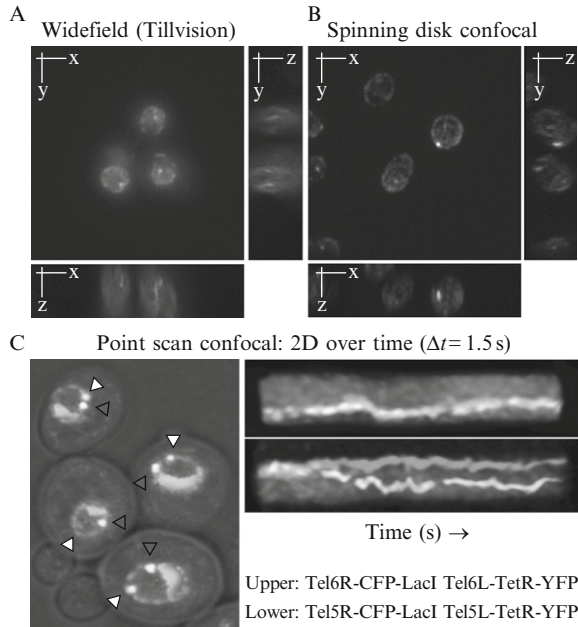 A
Widefield (Tillvision)
x
y
z
y
x
z
B
Spinning disk confocal
x
y
z
y
x
z
C
Point scan confocal: 2D over time (Δt = 1.5 s)
Time (s) →
Upper: Tel6R-CFP-LacI Tel6L-TetR-YFP
Lower: Tel5R-CFP-LacI Tel5L-TetR-YFP